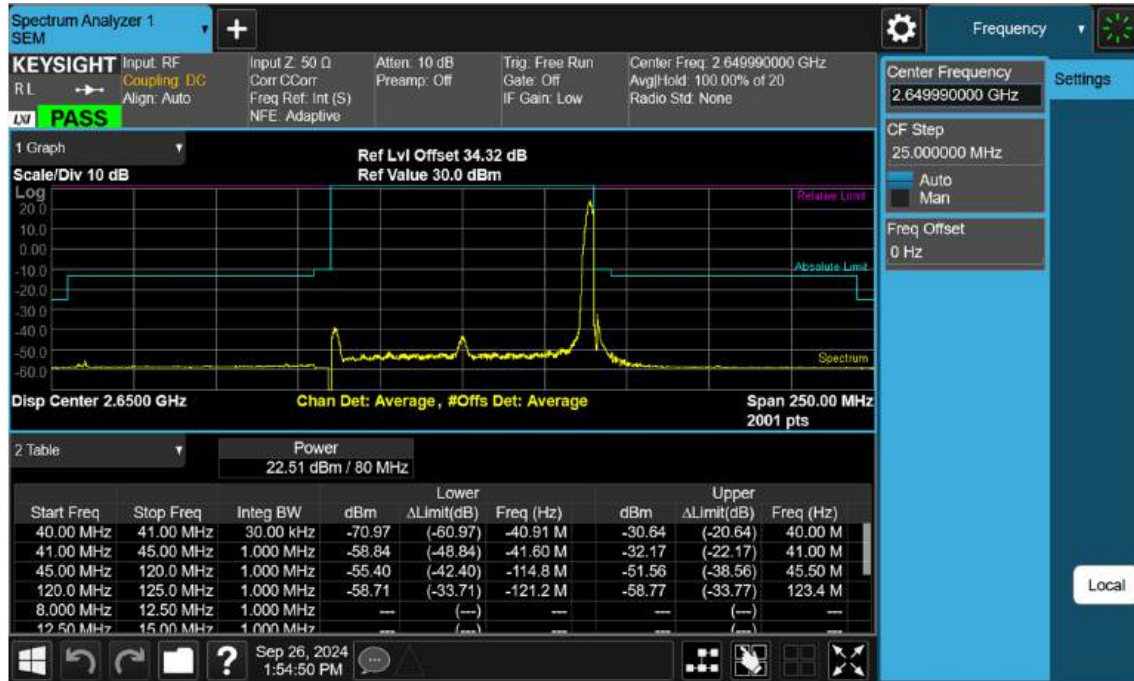 Spectrum Analyzer 1
SEM
+
Frequency
KEYSIGHT
R L
LXI
PASS
Input: RF
Coupling: DC
Align: Auto
Input Z: 50 Ω
Corr CCorr
Freq Ref: Int (S)
NFE: Adaptive
Atten: 10 dB
Preamp: Off
Trig: Free Run
Gate: Off
IF Gain: Low
Center Freq: 2.649990000 GHz
Avg|Hold: 100.00% of 20
Radio Std: None
Center Frequency
2.649990000 GHz
Settings
CF Step
25.000000 MHz
Auto
Man
Freq Offset
0 Hz
Local
1 Graph
Ref Lvl Offset 34.32 dB
Scale/Div 10 dB
Ref Value 30.0 dBm
Log
Relative Limit
20.0
10.0
0.00
-10.0
Absolute Limit
-20.0
-30.0
-40.0
-50.0
Spectrum
-60.0
Disp Center 2.6500 GHz
Chan Det: Average, #Offs Det: Average
Span 250.00 MHz
2001 pts
2 Table
Power
22.51 dBm / 80 MHz
Lower Upper
Start Freq Stop Freq Integ BW dBm ΔLimit(dB) Freq (Hz) dBm ΔLimit(dB) Freq (Hz)
40.00 MHz 41.00 MHz 30.00 kHz -70.97 (-60.97) -40.91 M -30.64 (-20.64) 40.00 M
41.00 MHz 45.00 MHz 1.000 MHz -58.84 (-48.84) -41.60 M -32.17 (-22.17) 41.00 M
45.00 MHz 120.0 MHz 1.000 MHz -55.40 (-42.40) -114.8 M -51.56 (-38.56) 45.50 M
120.0 MHz 125.0 MHz 1.000 MHz -58.71 (-33.71) -121.2 M -58.77 (-33.77) 123.4 M
8.000 MHz 12.50 MHz 1.000 MHz --- (---) --- --- (---) ---
12.50 MHz 15.00 MHz 1.000 MHz --- (---) --- --- (---) ---
?
Sep 26, 2024
1:54:50 PM